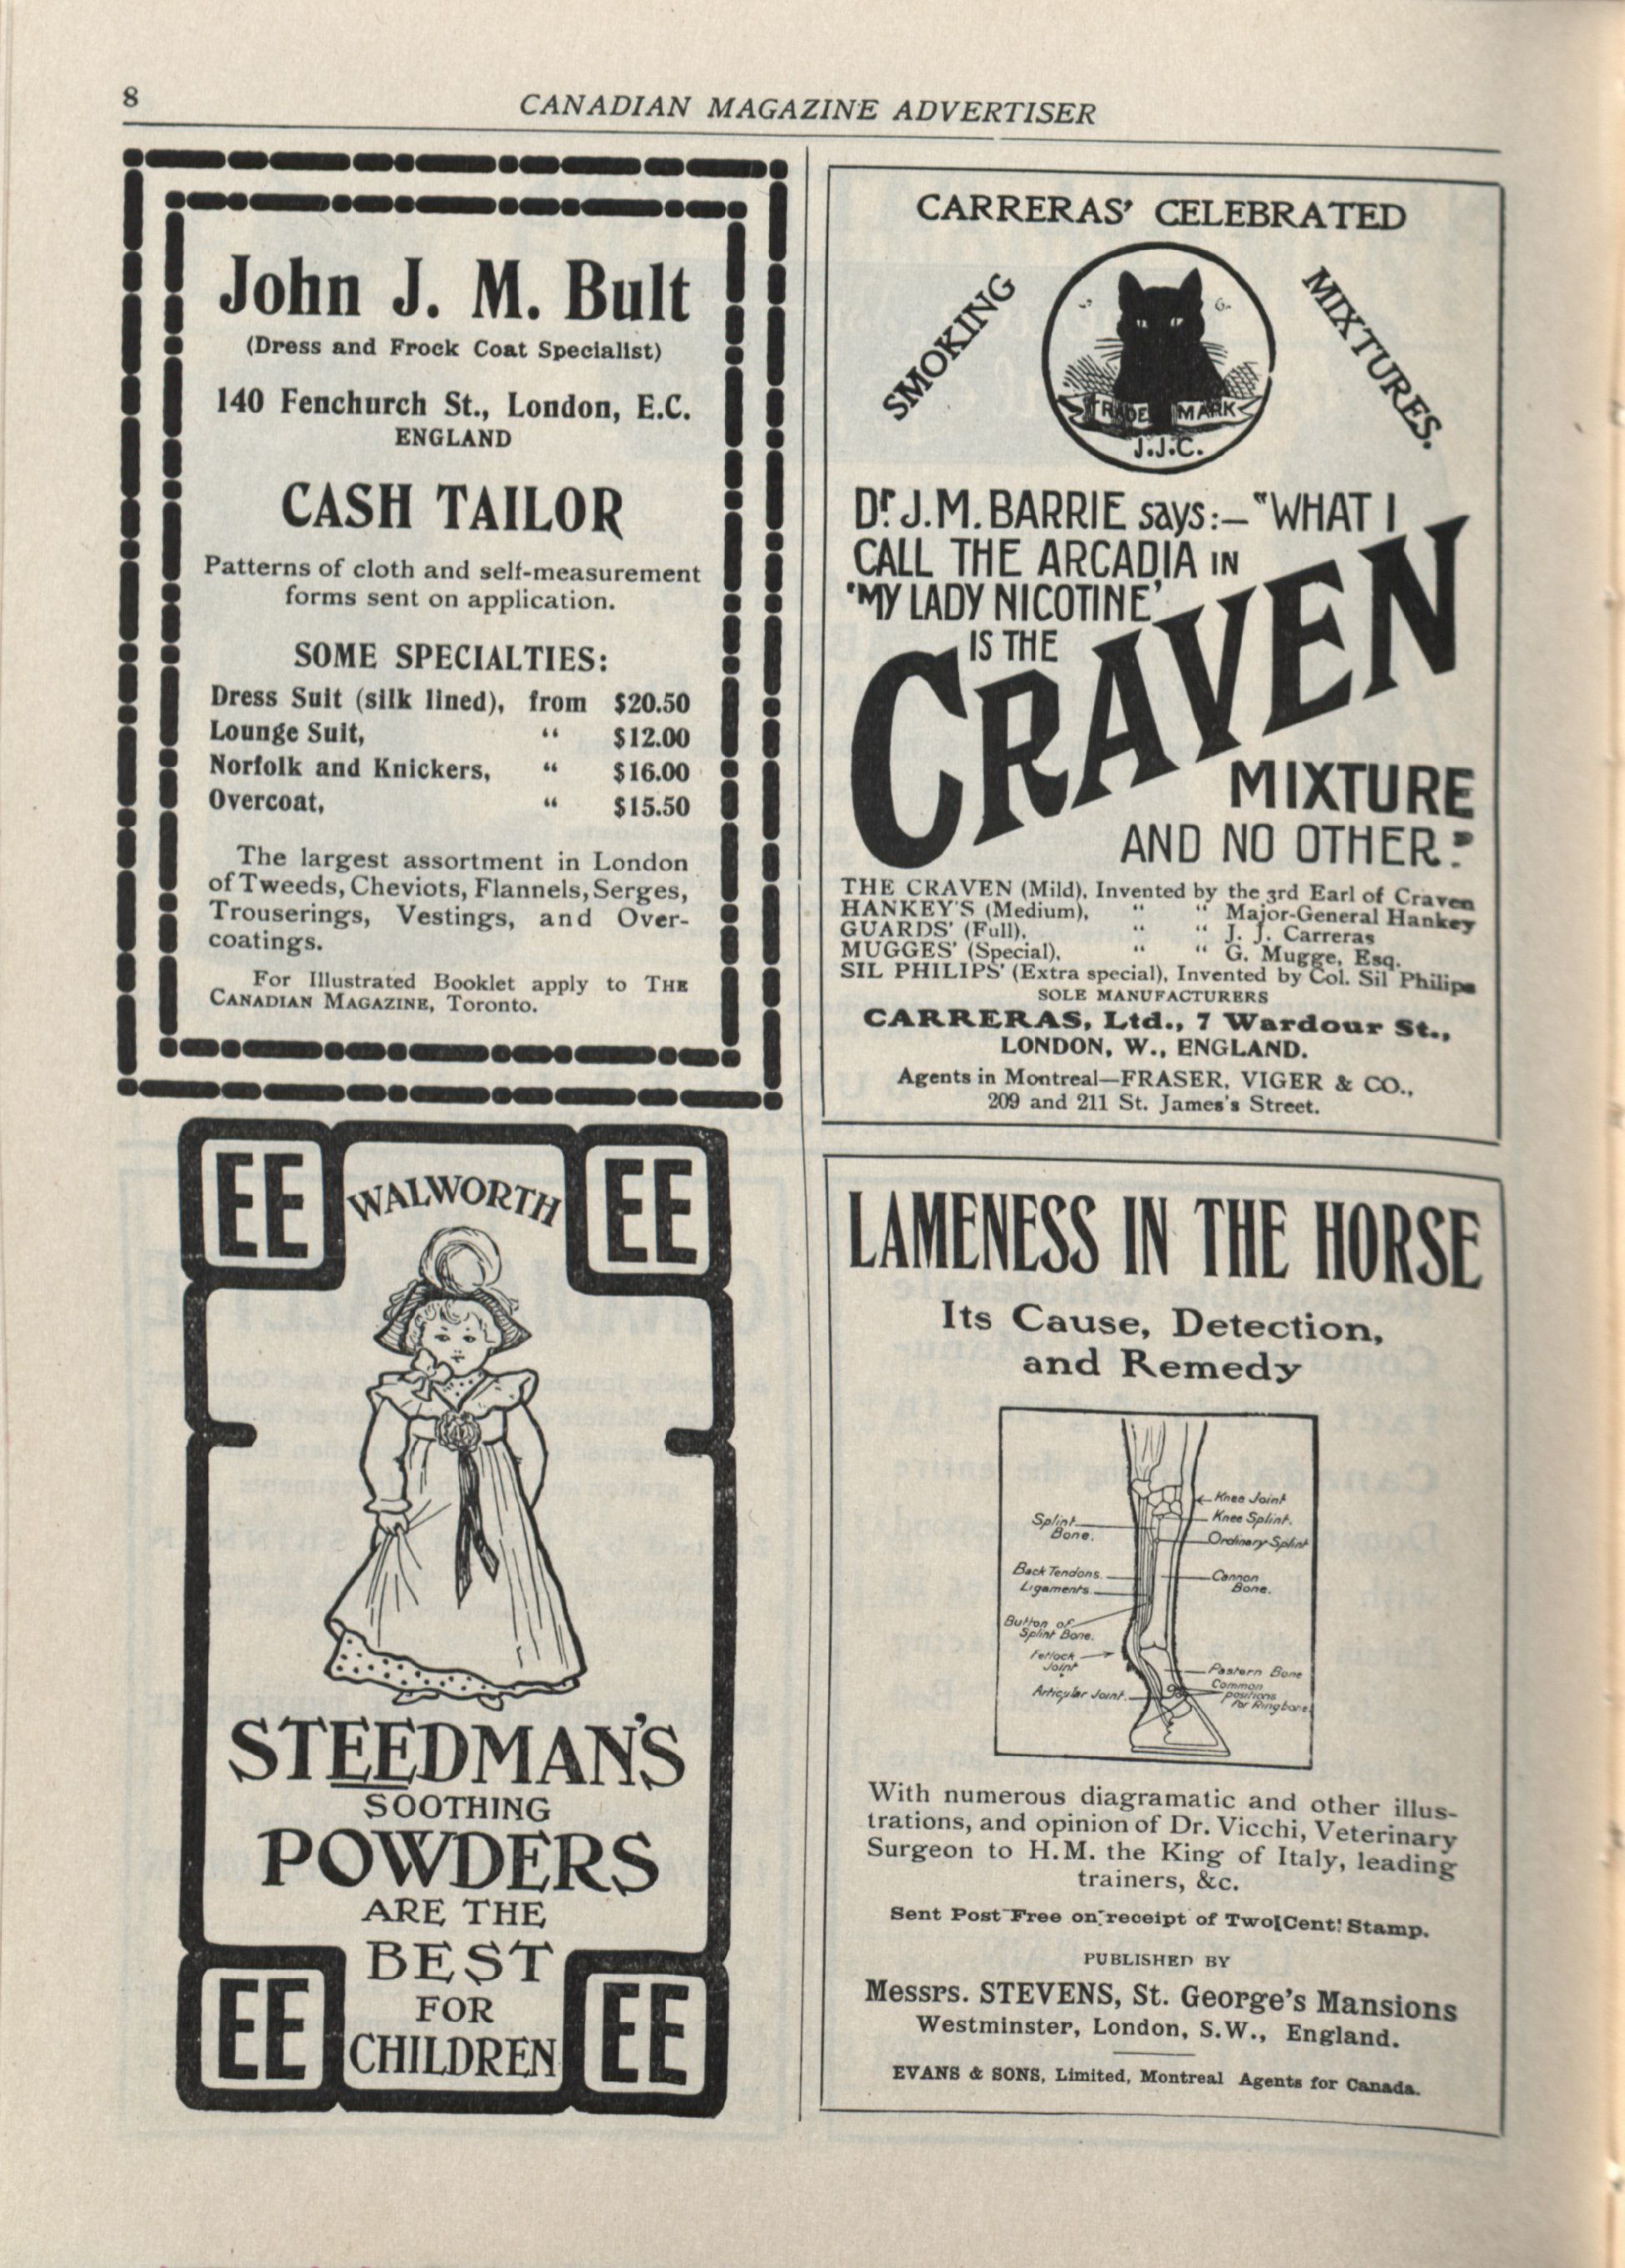 8
CANADIAN MAGAZINE ADVERTISER
John J. M. Bult
(Dress and Frock Coat Specialist)
140 Fenchurch St., London, E.C.
ENGLAND
CASH TAILOR
Patterns of cloth and self-measurement
forms sent on application.
SOME SPECIALTIES:
Dress Suit (silk lined), from $20.50
Lounge Suit, “ $12.00
Norfolk and Knickers, “ $16.00
Overcoat, “ $15.50
The largest assortment in London
of Tweeds, Cheviots, Flannels, Serges,
Trouserings, Vestings, and Over-
coatings.
For Illustrated Booklet apply to THE
CANADIAN MAGAZINE, Toronto.
CARRERAS' CELEBRATED
SMOKING
MIXTURES.
TRADE MARK
J.J.C.
Dr. J.M. BARRIE says:— "WHAT I
CALL THE ARCADIA IN
'MY LADY NICOTINE'
IS THE
CRAVEN
MIXTURE
AND NO OTHER."
THE CRAVEN (Mild), Invented by the 3rd Earl of Craven
HANKEY'S (Medium), “ “ Major-General Hankey
GUARDS' (Full), “ “ J. J. Carreras
MUGGES' (Special), “ “ G. Mugge, Esq.
SIL PHILIPS' (Extra special), Invented by Col. Sil Philips
SOLE MANUFACTURERS
CARRERAS, Ltd., 7 Wardour St.,
LONDON, W., ENGLAND.
Agents in Montreal—FRASER, VIGER & CO.,
209 and 211 St. James's Street.
EE
WALWORTH
EE
STEEDMAN'S
SOOTHING
POWDERS
ARE THE
BEST
FOR
CHILDREN
EE
EE
LAMENESS IN THE HORSE
Its Cause, Detection,
and Remedy
Knee Joint
Knee Splint.
Ordinary Splint
Splint
Bone.
Back Tendons.
Ligaments.
Cannon
Bone.
Button of
Splint Bone.
Fetlock
Joint
Articular Joint.
Pastern Bone
Common
positions
for Ringbone
With numerous diagramatic and other illus-
trations, and opinion of Dr. Vicchi, Veterinary
Surgeon to H.M. the King of Italy, leading
trainers, &c.
Sent Post Free on receipt of Two Cent Stamp.
PUBLISHED BY
Messrs. STEVENS, St. George's Mansions
Westminster, London, S.W., England.
EVANS & SONS, Limited, Montreal Agents for Canada.